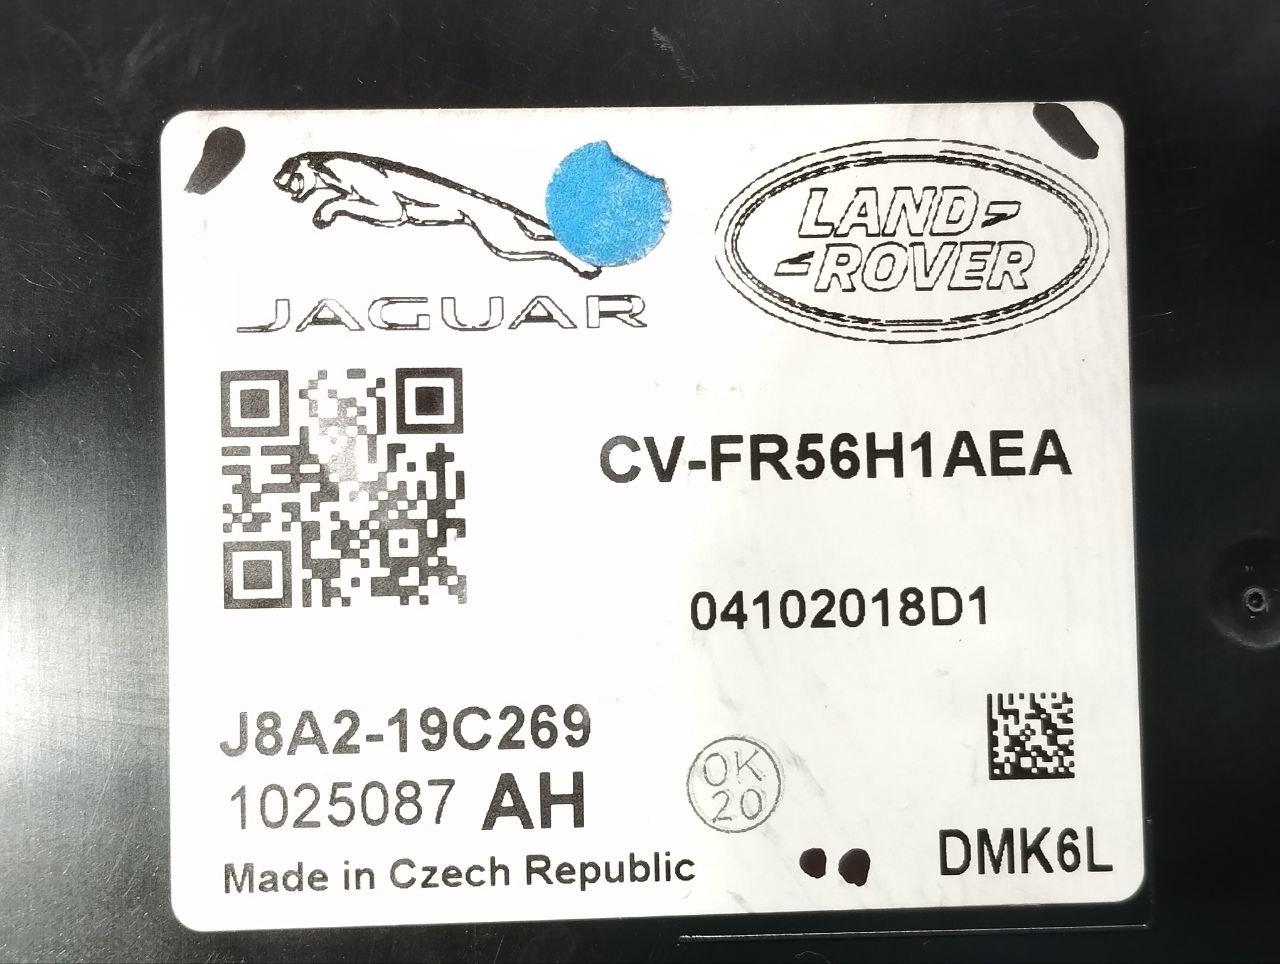 JAGUAR
LAND
ROVER
CV-FR56H1AEA
04102018D1
J8A2-19C269
1025087 AH
OK
20
DMK6L
Made in Czech Republic